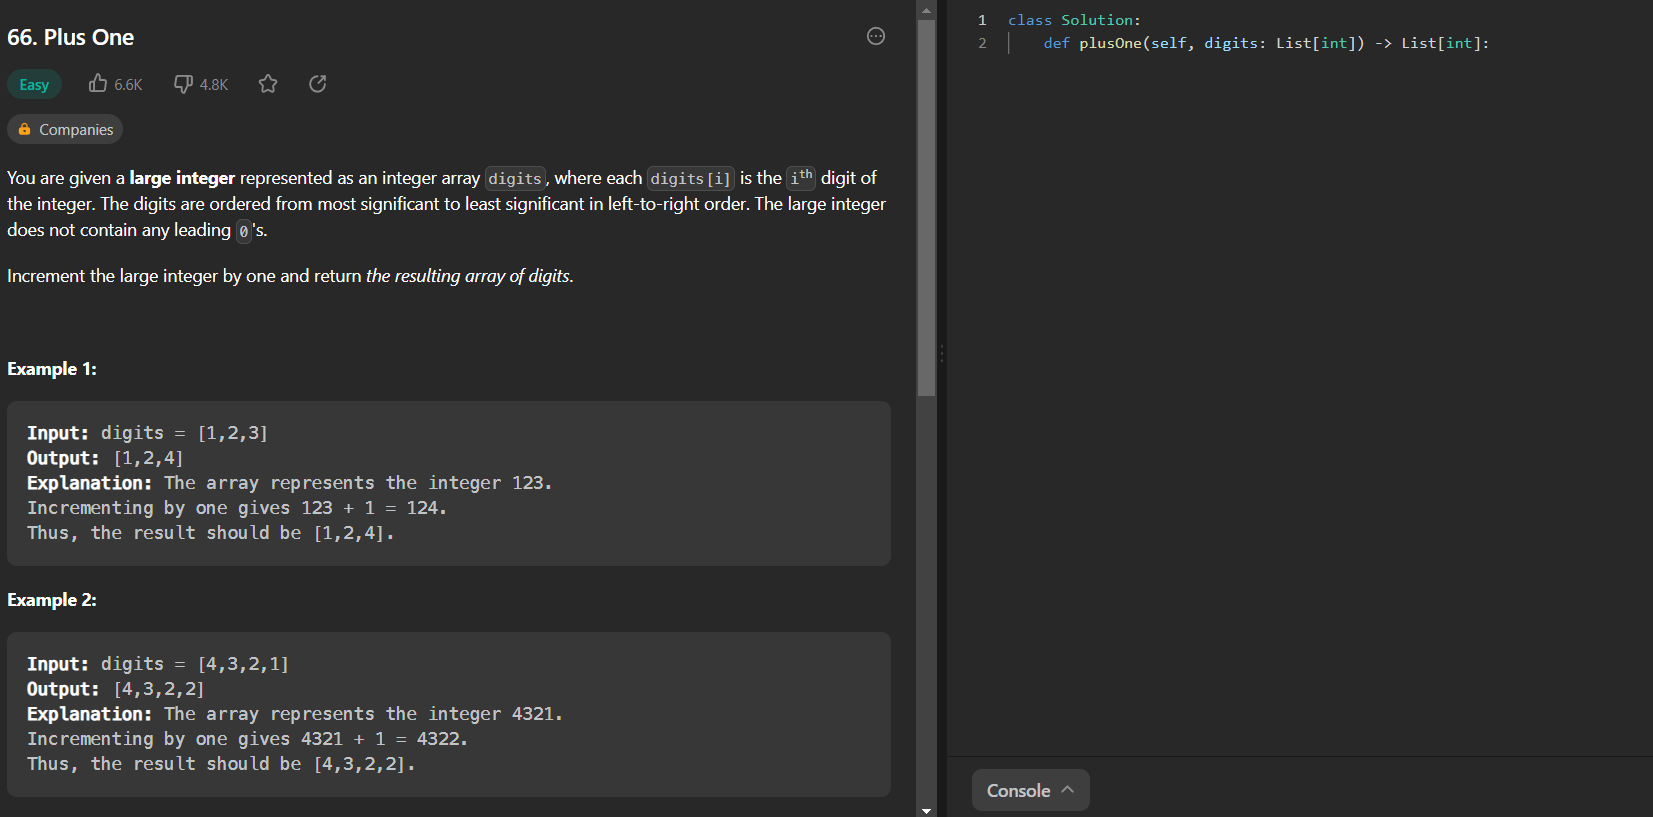 66. Plus One
Easy
6.6K
4.8K
Companies
You are given a large integer represented as an integer array digits, where each digits[i] is the ith digit of
the integer. The digits are ordered from most significant to least significant in left-to-right order. The large integer
does not contain any leading 0's.
Increment the large integer by one and return the resulting array of digits.
Example 1:
Input: digits = [1,2,3]
Output: [1,2,4]
Explanation: The array represents the integer 123.
Incrementing by one gives 123 + 1 = 124.
Thus, the result should be [1,2,4].
Example 2:
Input: digits = [4,3,2,1]
Output: [4,3,2,2]
Explanation: The array represents the integer 4321.
Incrementing by one gives 4321 + 1 = 4322.
Thus, the result should be [4,3,2,2].
1 class Solution:
2 def plusOne(self, digits: List[int]) -> List[int]:
Console